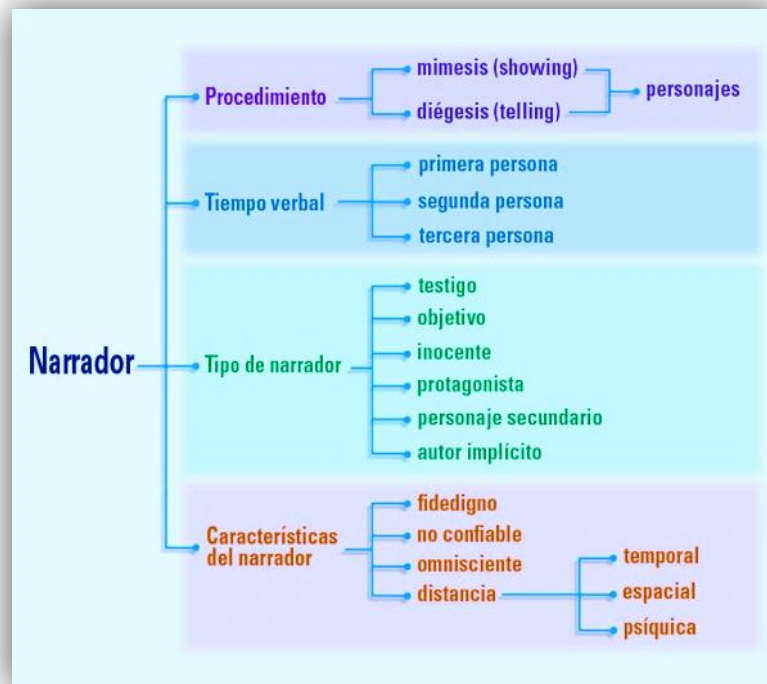 Narrador
Procedimiento
mimesis (showing)
diégesis (telling)
personajes
Tiempo verbal
primera persona
segunda persona
tercera persona
Tipo de narrador
testigo
objetivo
inocente
protagonista
personaje secundario
autor implícito
Características
del narrador
fidedigno
no confiable
omnisciente
distancia
temporal
espacial
psíquica